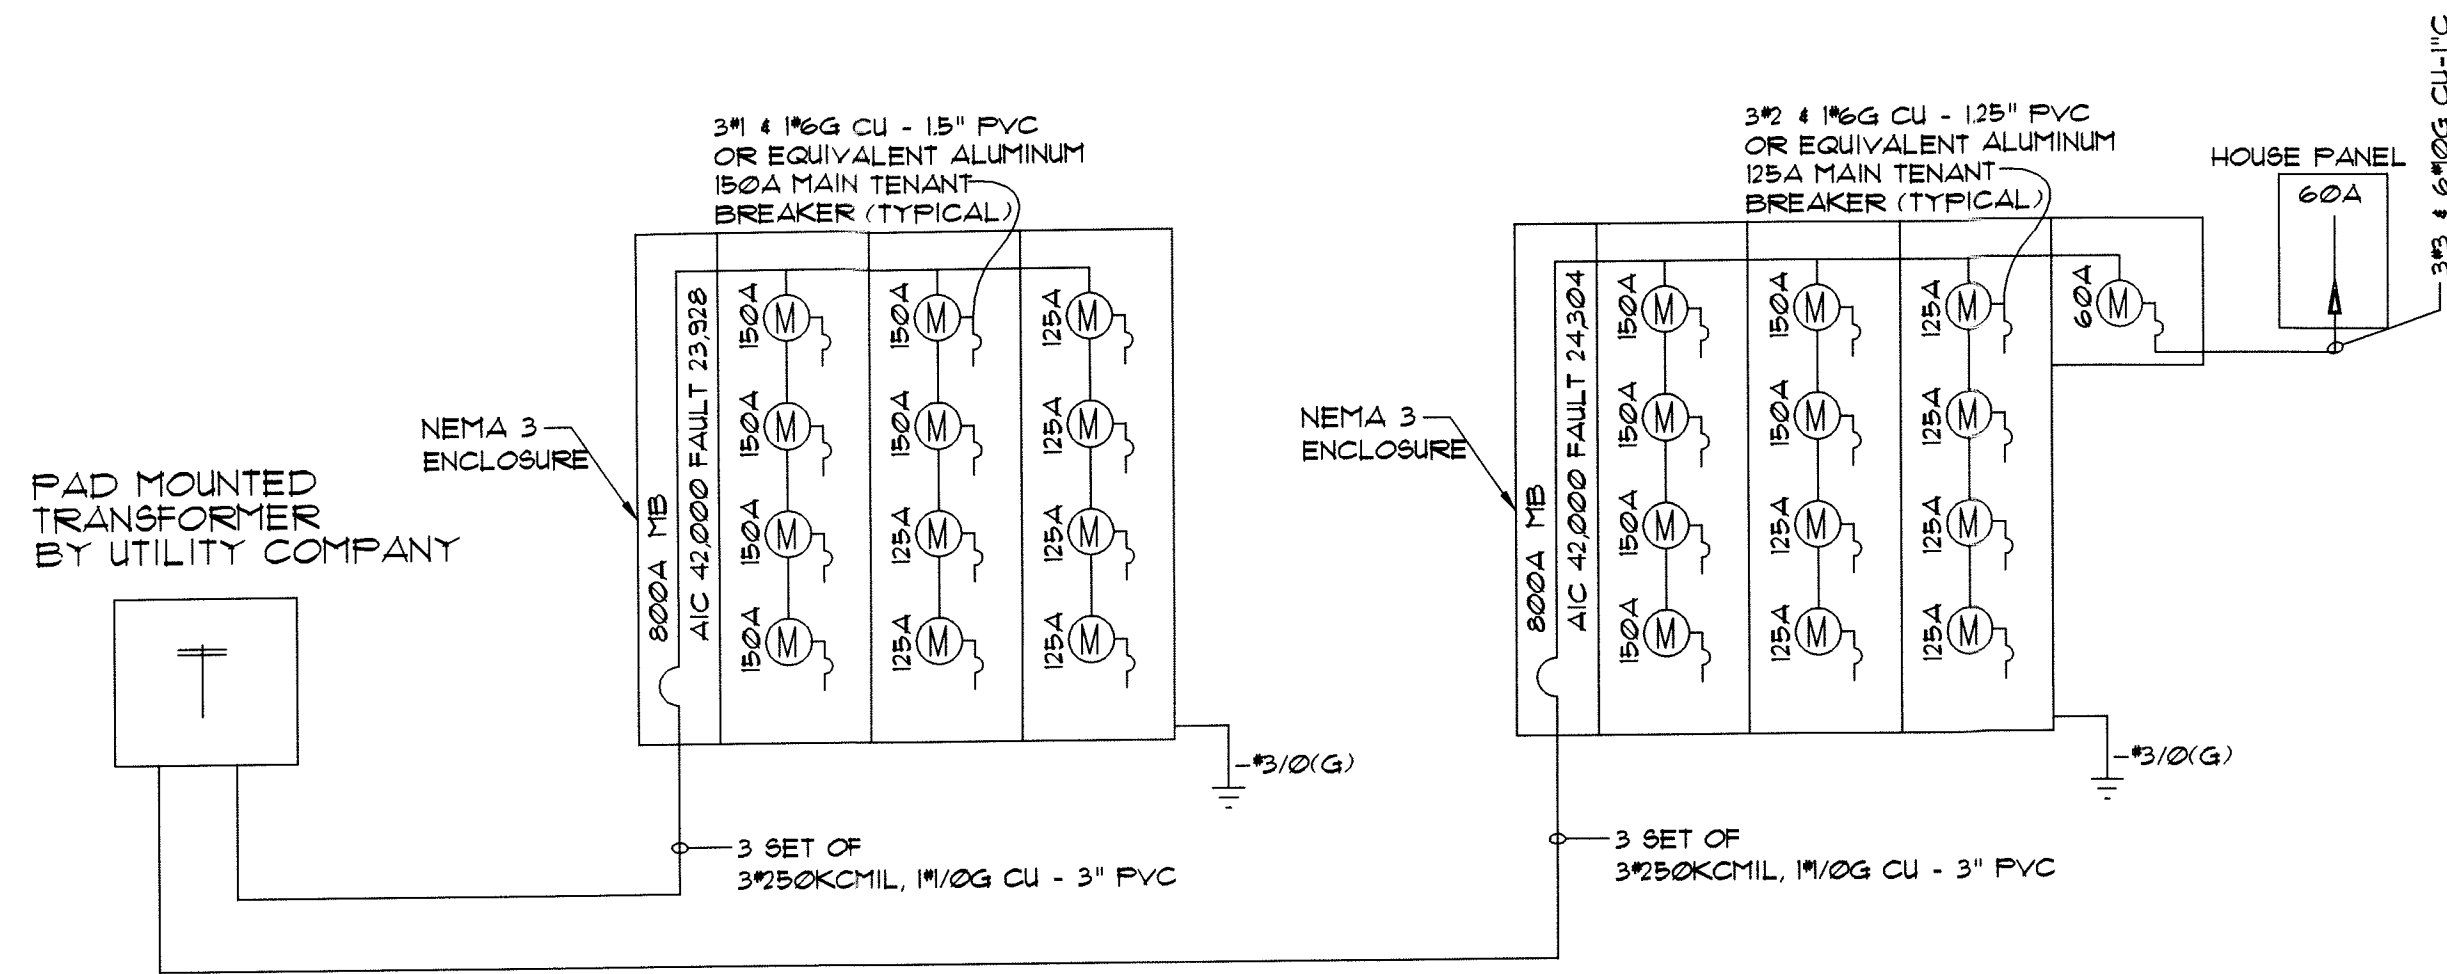 PAD MOUNTED
TRANSFORMER
BY UTILITY COMPANY
NEMA 3
ENCLOSURE
3#1 & 1#6G CU - 1.5" PVC
OR EQUIVALENT ALUMINUM
150A MAIN TENANT
BREAKER (TYPICAL)
800A MB
AIC 42,000 FAULT 23,928
150A
M
150A
M
150A
M
150A
M
150A
M
150A
M
125A
M
125A
M
125A
M
125A
M
125A
M
125A
M
-#3/0(G)
3 SET OF
3#250KCMIL, 1#1/0G CU - 3" PVC
NEMA 3
ENCLOSURE
3#2 & 1#6G CU - 1.25" PVC
OR EQUIVALENT ALUMINUM
125A MAIN TENANT
BREAKER (TYPICAL)
800A MB
AIC 42,000 FAULT 24,304
150A
M
150A
M
150A
M
150A
M
150A
M
150A
M
125A
M
125A
M
125A
M
125A
M
125A
M
125A
M
60A
M
-#3/0(G)
3 SET OF
3#250KCMIL, 1#1/0G CU - 3" PVC
HOUSE PANEL
60A
3#3 & 6#10G CU-1"C